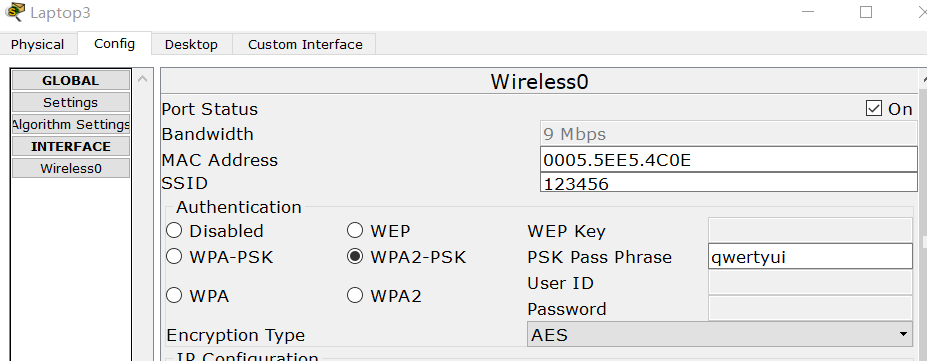 Laptop3
Physical Config Desktop Custom Interface
GLOBAL
Settings
Algorithm Settings
INTERFACE
Wireless0
Wireless0
Port Status On
Bandwidth 9 Mbps
MAC Address 0005.5EE5.4C0E
SSID 123456
Authentication
Disabled WEP WEP Key
WPA-PSK WPA2-PSK PSK Pass Phrase qwertyui
User ID
WPA WPA2
Password
Encryption Type AES
IP Configuration